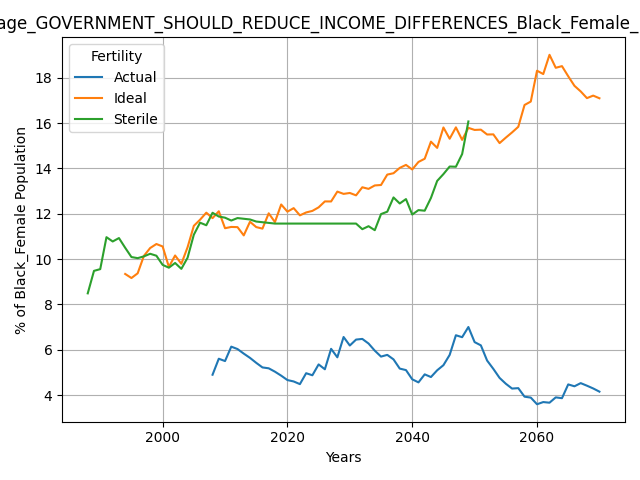 age_GOVERNMENT_SHOULD_REDUCE_INCOME_DIFFERENCES_Black_Female_
Fertility
Actual
Ideal
Sterile
% of Black_Female Population
18
16
14
12
10
8
6
4
2000
2020
2040
2060
Years